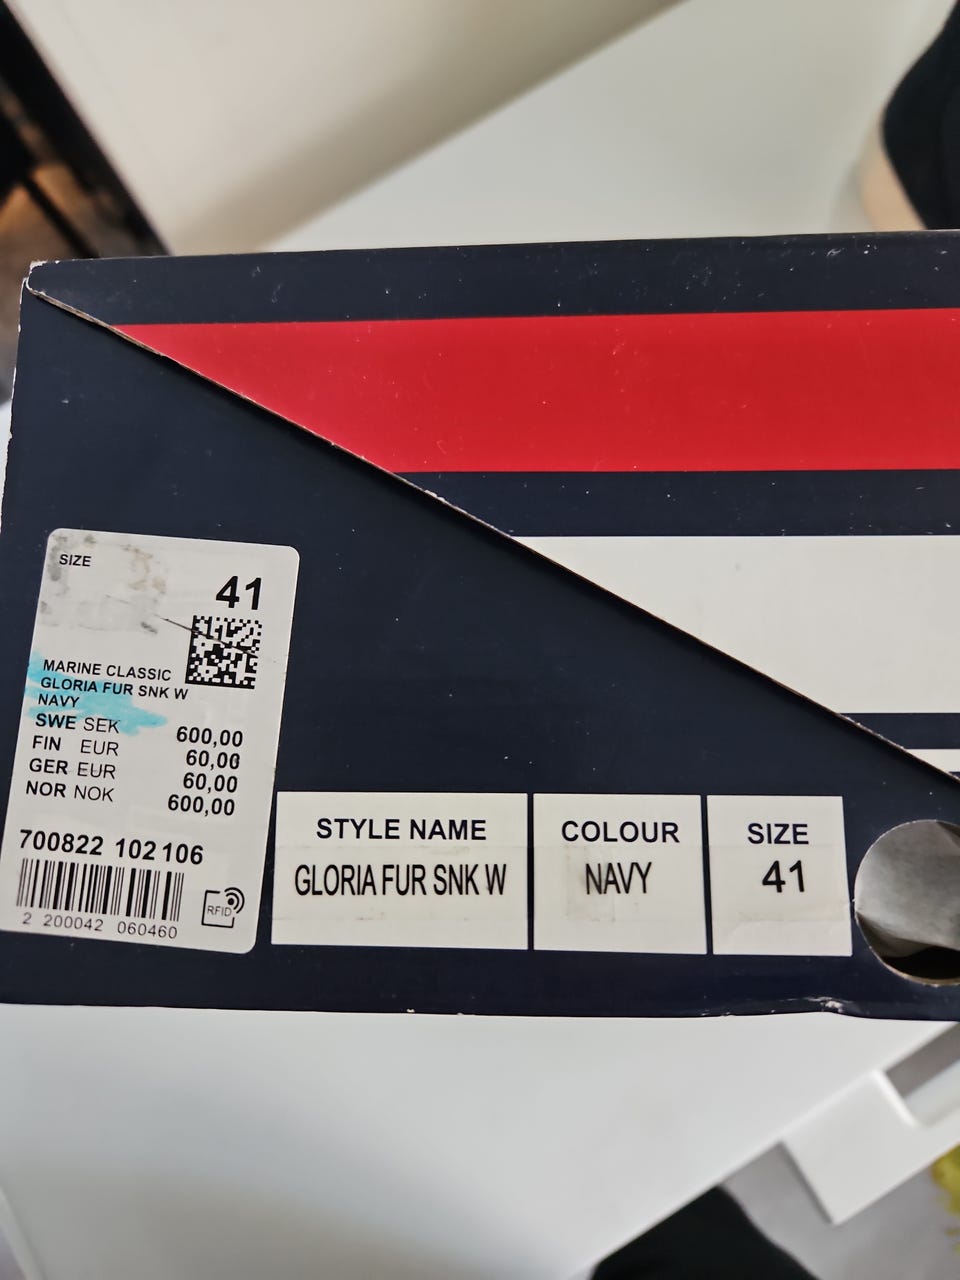 SIZE
41
MARINE CLASSIC
GLORIA FUR SNK W
NAVY
SWE SEK 600,00
FIN EUR 60,00
GER EUR 60,00
NOR NOK 600,00
700822 102106
RFID
2 200042 060460
STYLE NAME
GLORIA FUR SNK W
COLOUR
NAVY
SIZE
41